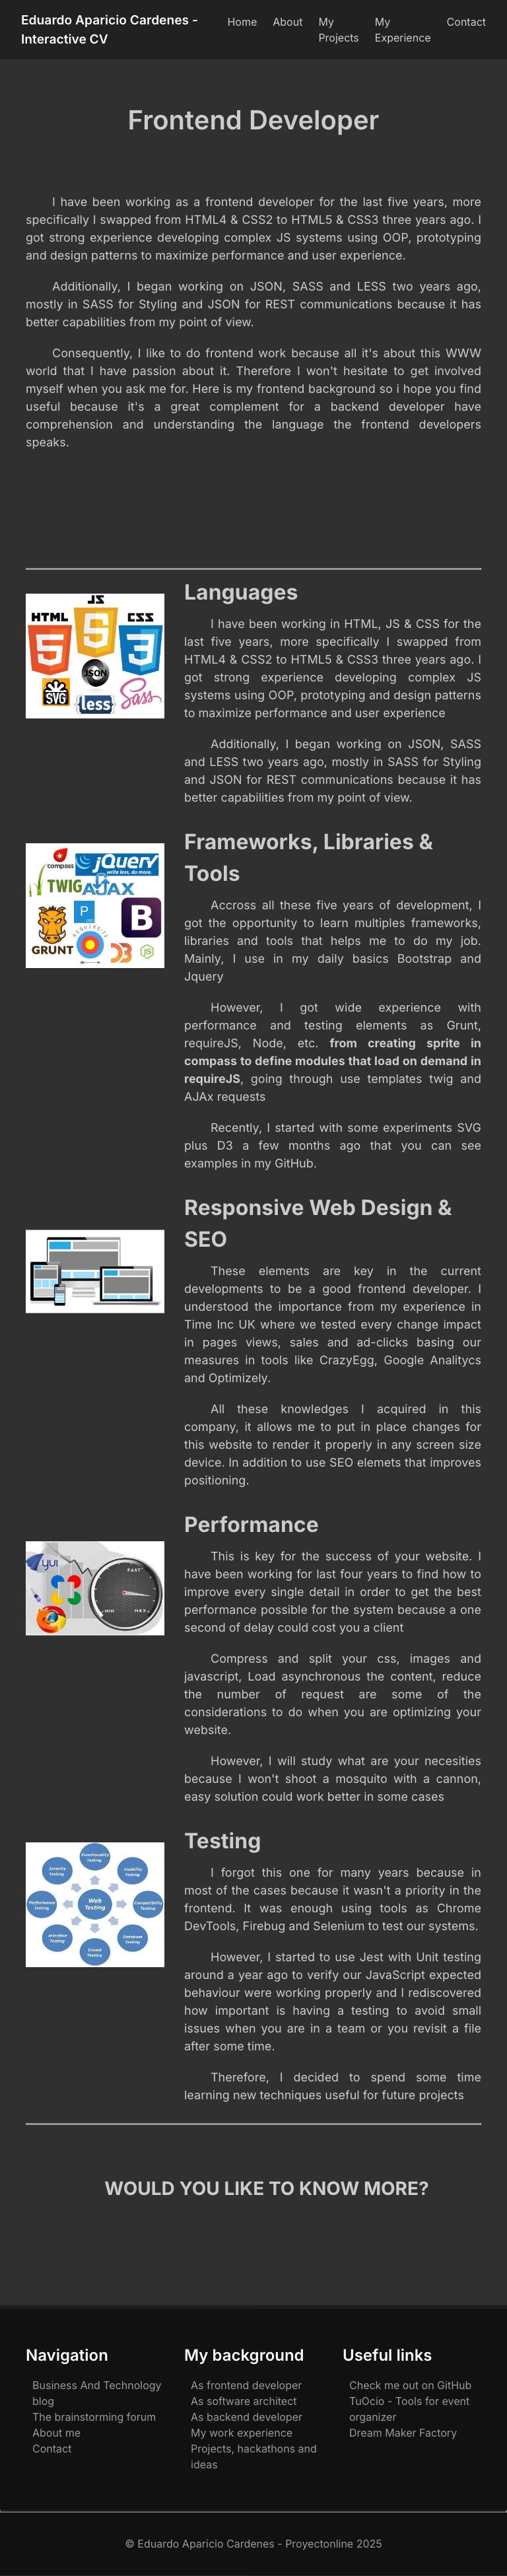 Eduardo Aparicio Cardenes -
Interactive CV
Home
About
My
Projects
My
Experience
Contact
Frontend Developer
I have been working as a frontend developer for the last five years, more
specifically I swapped from HTML4 & CSS2 to HTML5 & CSS3 three years ago. I
got strong experience developing complex JS systems using OOP, prototyping
and design patterns to maximize performance and user experience.
Additionally, I began working on JSON, SASS and LESS two years ago,
mostly in SASS for Styling and JSON for REST communications because it has
better capabilities from my point of view.
Consequently, I like to do frontend work because all it's about this WWW
world that I have passion about it. Therefore I won't hesitate to get involved
myself when you ask me for. Here is my frontend background so i hope you find
useful because it's a great complement for a backend developer have
comprehension and understanding the language the frontend developers
speaks.
HTML
JS
CSS
5
5
3
JSON
SVG
{less}
Sass
Languages
I have been working in HTML, JS & CSS for the
last five years, more specifically I swapped from
HTML4 & CSS2 to HTML5 & CSS3 three years ago. I
got strong experience developing complex JS
systems using OOP, prototyping and design patterns
to maximize performance and user experience
Additionally, I began working on JSON, SASS
and LESS two years ago, mostly in SASS for Styling
and JSON for REST communications because it has
better capabilities from my point of view.
compass
jQuery
write less, do more.
TWIG
AJAX
P
B
GRUNT
REQUIREJS
Frameworks, Libraries &
Tools
Accross all these five years of development, I
got the opportunity to learn multiples frameworks,
libraries and tools that helps me to do my job.
Mainly, I use in my daily basics Bootstrap and
Jquery
However, I got wide experience with
performance and testing elements as Grunt,
requireJS, Node, etc. from creating sprite in
compass to define modules that load on demand in
requireJS, going through use templates twig and
AJAx requests
Recently, I started with some experiments SVG
plus D3 a few months ago that you can see
examples in my GitHub.
Responsive Web Design &
SEO
These elements are key in the current
developments to be a good frontend developer. I
understood the importance from my experience in
Time Inc UK where we tested every change impact
in pages views, sales and ad-clicks basing our
measures in tools like CrazyEgg, Google Analitycs
and Optimizely.
All these knowledges I acquired in this
company, it allows me to put in place changes for
this website to render it properly in any screen size
device. In addition to use SEO elemets that improves
positioning.
YUI
FAST
MIN
MAX
Performance
This is key for the success of your website. I
have been working for last four years to find how to
improve every single detail in order to get the best
performance possible for the system because a one
second of delay could cost you a client
Compress and split your css, images and
javascript, Load asynchronous the content, reduce
the number of request are some of the
considerations to do when you are optimizing your
website.
However, I will study what are your necesities
because I won't shoot a mosquito with a cannon,
easy solution could work better in some cases
Functionality
Testing
Security
Testing
Usability
Testing
Performance
Testing
Web
Testing
Compatibility
Testing
Interface
Testing
Database
Testing
Crowd
Testing
Testing
I forgot this one for many years because in
most of the cases because it wasn't a priority in the
frontend. It was enough using tools as Chrome
DevTools, Firebug and Selenium to test our systems.
However, I started to use Jest with Unit testing
around a year ago to verify our JavaScript expected
behaviour were working properly and I rediscovered
how important is having a testing to avoid small
issues when you are in a team or you revisit a file
after some time.
Therefore, I decided to spend some time
learning new techniques useful for future projects
WOULD YOU LIKE TO KNOW MORE?
Navigation
Business And Technology
blog
The brainstorming forum
About me
Contact
My background
As frontend developer
As software architect
As backend developer
My work experience
Projects, hackathons and
ideas
Useful links
Check me out on GitHub
TuOcio - Tools for event
organizer
Dream Maker Factory
© Eduardo Aparicio Cardenes - Proyectonline 2025